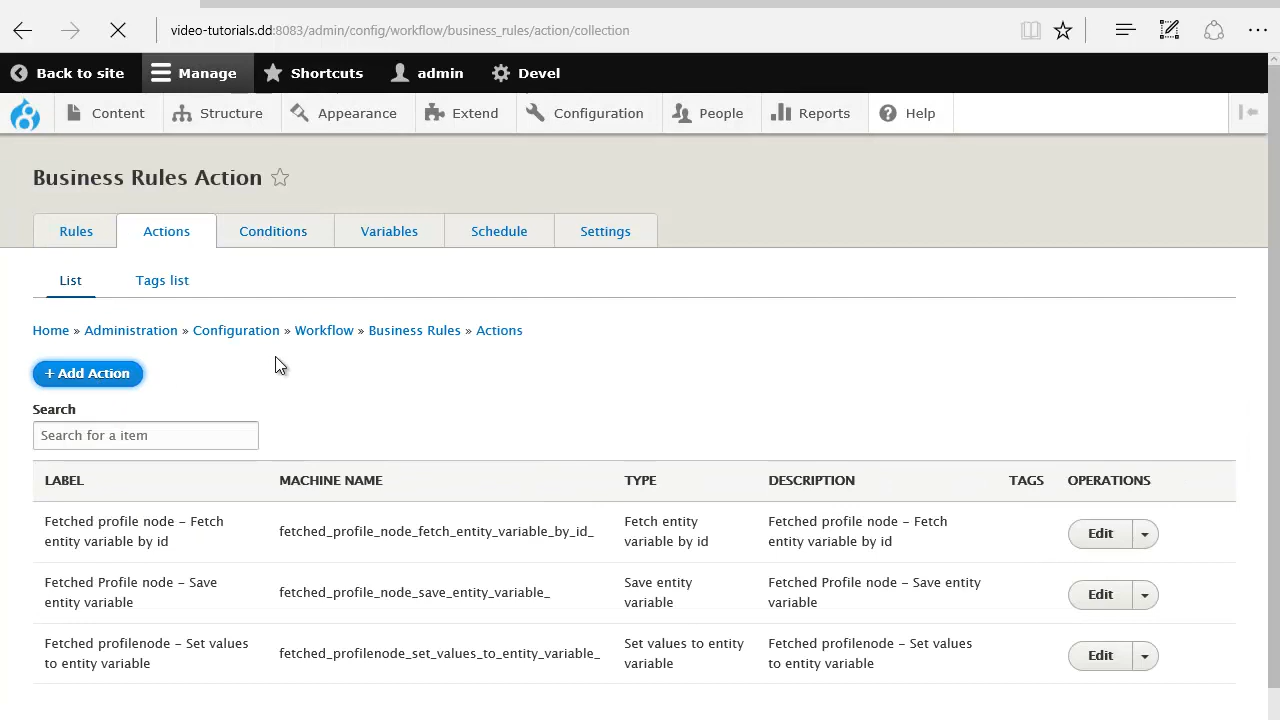 video-tutorials.dd:8083/admin/config/workflow/business_rules/action/collection
Back to site Manage Shortcuts admin Devel
Content Structure Appearance Extend Configuration People Reports Help
Business Rules Action
Rules Actions Conditions Variables Schedule Settings
List Tags list
Home » Administration » Configuration » Workflow » Business Rules » Actions
+ Add Action
Search
Search for a item
LABEL MACHINE NAME TYPE DESCRIPTION TAGS OPERATIONS
Fetched profile node – Fetch
entity variable by id
fetched_profile_node_fetch_entity_variable_by_id_
Fetch entity
variable by id
Fetched profile node – Fetch
entity variable by id
Edit
Fetched Profile node – Save
entity variable
fetched_profile_node_save_entity_variable_
Save entity
variable
Fetched Profile node – Save entity
variable
Edit
Fetched profilenode – Set values
to entity variable
fetched_profilenode_set_values_to_entity_variable_
Set values to entity
variable
Fetched profilenode – Set values
to entity variable
Edit